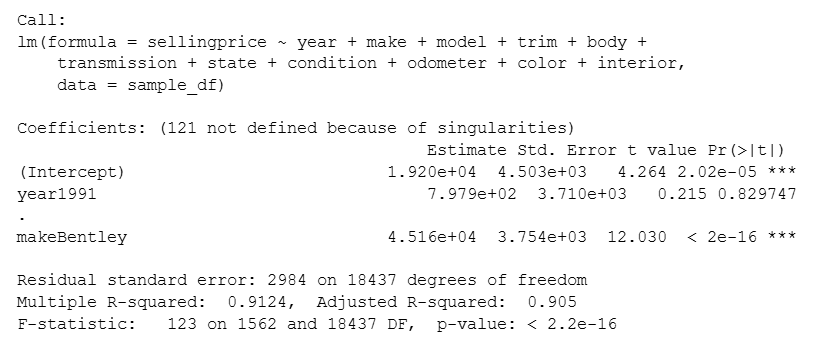 Call:
lm(formula = sellingprice ~ year + make + model + trim + body +
    transmission + state + condition + odometer + color + interior,
    data = sample_df)
Coefficients: (121 not defined because of singularities)
Estimate Std. Error t value Pr(>|t|)
(Intercept) 1.920e+04 4.503e+03 4.264 2.02e-05 ***
year1991 7.979e+02 3.710e+03 0.215 0.829747
.
makeBentley 4.516e+04 3.754e+03 12.030 < 2e-16 ***
Residual standard error: 2984 on 18437 degrees of freedom
Multiple R-squared: 0.9124, Adjusted R-squared: 0.905
F-statistic: 123 on 1562 and 18437 DF, p-value: < 2.2e-16